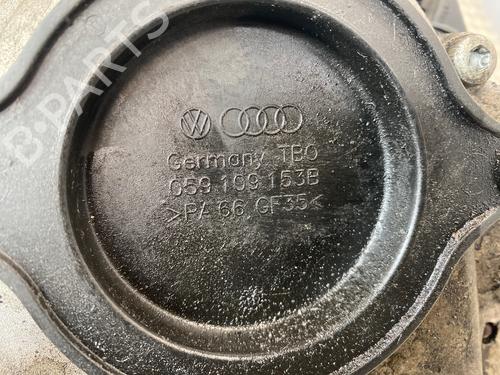 B-PARTS
Germany TBO
059 109 153B
>PA 66 GF35<